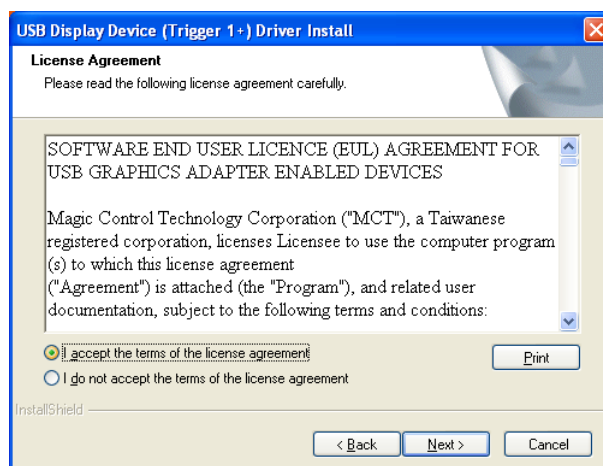 USB Display Device (Trigger 1+) Driver Install
License Agreement
Please read the following license agreement carefully.
SOFTWARE END USER LICENCE (EUL) AGREEMENT FOR
USB GRAPHICS ADAPTER ENABLED DEVICES
Magic Control Technology Corporation ("MCT"), a Taiwanese
registered corporation, licenses Licensee to use the computer program
(s) to which this license agreement
("Agreement") is attached (the "Program"), and related user
documentation, subject to the following terms and conditions:
I accept the terms of the license agreement
Print
I do not accept the terms of the license agreement
InstallShield
< Back
Next >
Cancel